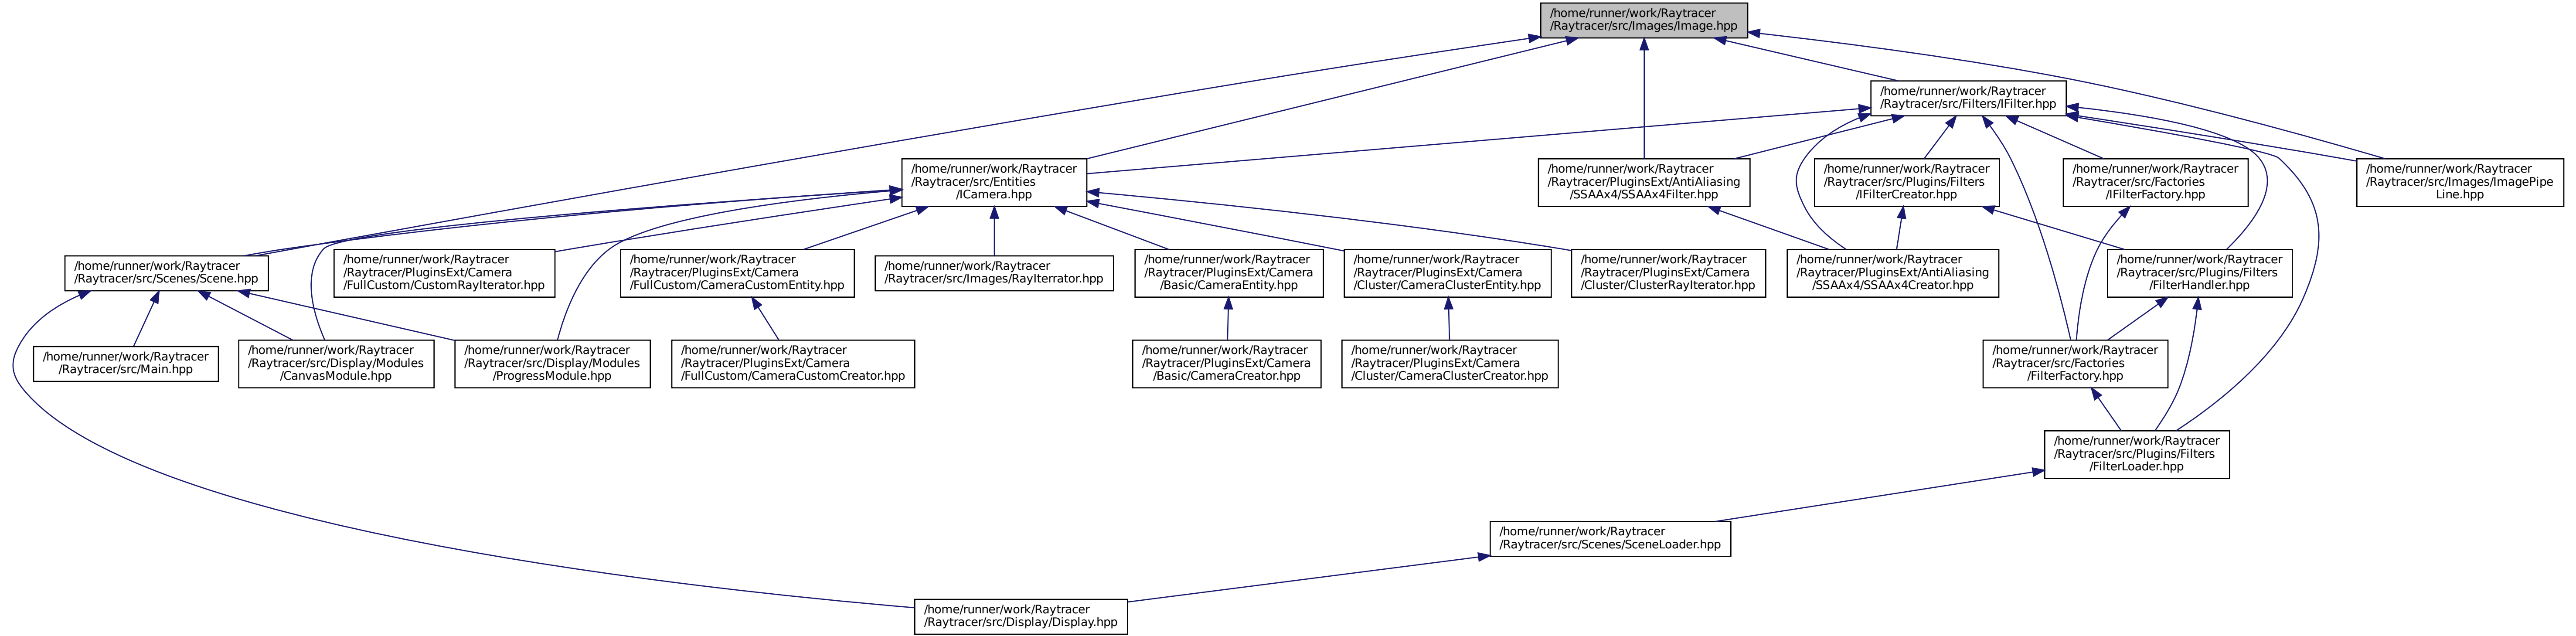 /home/runner/work/Raytracer
/Raytracer/src/Images/Image.hpp
/home/runner/work/Raytracer
/Raytracer/src/Filters/IFilter.hpp
/home/runner/work/Raytracer
/Raytracer/src/Entities
/ICamera.hpp
/home/runner/work/Raytracer
/Raytracer/PluginsExt/AntiAliasing
/SSAAx4/SSAAx4Filter.hpp
/home/runner/work/Raytracer
/Raytracer/src/Plugins/Filters
/IFilterCreator.hpp
/home/runner/work/Raytracer
/Raytracer/src/Factories
/IFilterFactory.hpp
/home/runner/work/Raytracer
/Raytracer/src/Images/ImagePipe
Line.hpp
/home/runner/work/Raytracer
/Raytracer/src/Scenes/Scene.hpp
/home/runner/work/Raytracer
/Raytracer/PluginsExt/Camera
/FullCustom/CustomRayIterator.hpp
/home/runner/work/Raytracer
/Raytracer/PluginsExt/Camera
/FullCustom/CameraCustomEntity.hpp
/home/runner/work/Raytracer
/Raytracer/src/Images/RayIterrator.hpp
/home/runner/work/Raytracer
/Raytracer/PluginsExt/Camera
/Basic/CameraEntity.hpp
/home/runner/work/Raytracer
/Raytracer/PluginsExt/Camera
/Cluster/CameraClusterEntity.hpp
/home/runner/work/Raytracer
/Raytracer/PluginsExt/Camera
/Cluster/ClusterRayIterator.hpp
/home/runner/work/Raytracer
/Raytracer/PluginsExt/AntiAliasing
/SSAAx4/SSAAx4Creator.hpp
/home/runner/work/Raytracer
/Raytracer/src/Plugins/Filters
/FilterHandler.hpp
/home/runner/work/Raytracer
/Raytracer/src/Main.hpp
/home/runner/work/Raytracer
/Raytracer/src/Display/Modules
/CanvasModule.hpp
/home/runner/work/Raytracer
/Raytracer/src/Display/Modules
/ProgressModule.hpp
/home/runner/work/Raytracer
/Raytracer/PluginsExt/Camera
/FullCustom/CameraCustomCreator.hpp
/home/runner/work/Raytracer
/Raytracer/PluginsExt/Camera
/Basic/CameraCreator.hpp
/home/runner/work/Raytracer
/Raytracer/PluginsExt/Camera
/Cluster/CameraClusterCreator.hpp
/home/runner/work/Raytracer
/Raytracer/src/Factories
/FilterFactory.hpp
/home/runner/work/Raytracer
/Raytracer/src/Plugins/Filters
/FilterLoader.hpp
/home/runner/work/Raytracer
/Raytracer/src/Scenes/SceneLoader.hpp
/home/runner/work/Raytracer
/Raytracer/src/Display/Display.hpp